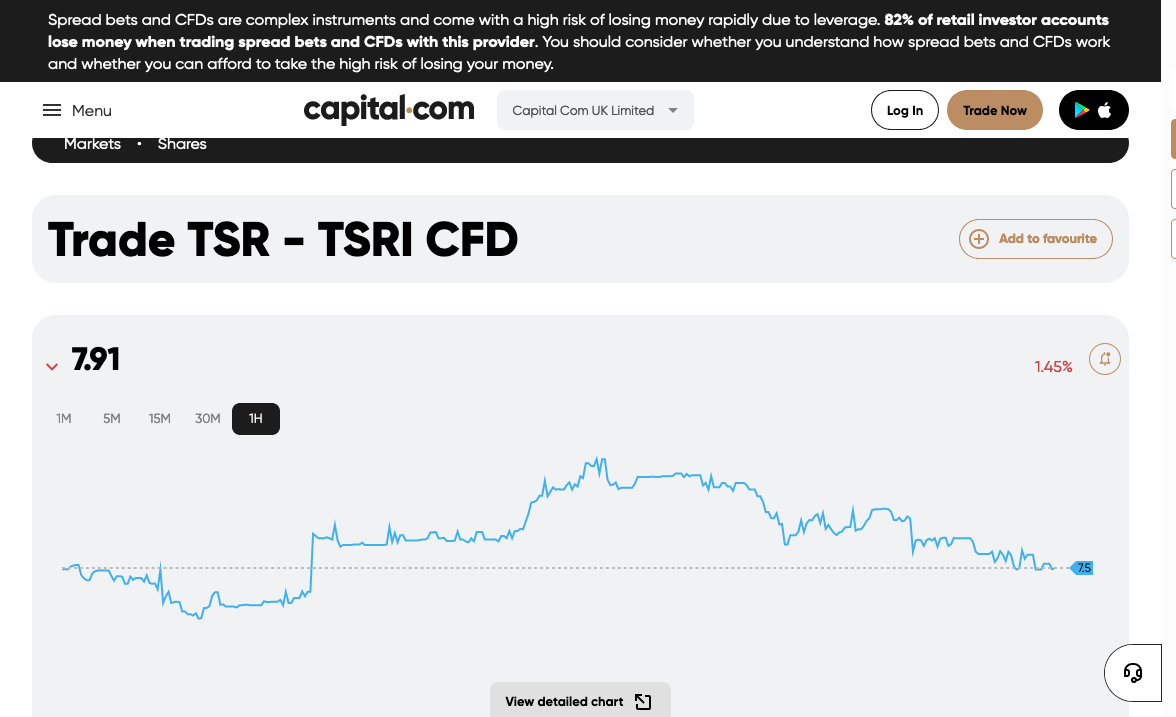 Spread bets and CFDs are complex instruments and come with a high risk of losing money rapidly due to leverage. 82% of retail investor accounts
lose money when trading spread bets and CFDs with this provider. You should consider whether you understand how spread bets and CFDs work
and whether you can afford to take the high risk of losing your money.
Menu
capital.com
Capital Com UK Limited
Log In
Trade Now
Markets • Shares
Trade TSR - TSRI CFD
Add to favourite
7.91
1.45%
1M 5M 15M 30M 1H
7.5
View detailed chart